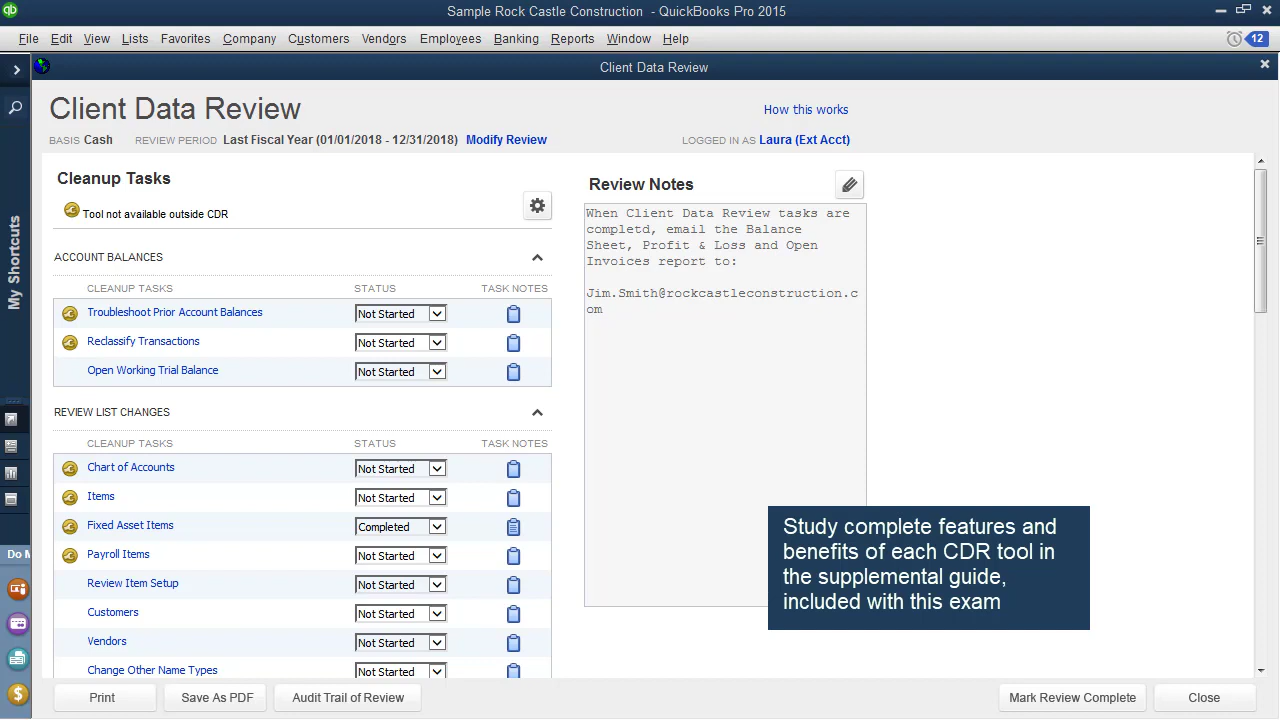 Sample Rock Castle Construction - QuickBooks Pro 2015
File Edit View Lists Favorites Company Customers Vendors Employees Banking Reports Window Help
12
Client Data Review
Client Data Review
How this works
BASIS Cash REVIEW PERIOD Last Fiscal Year (01/01/2018 - 12/31/2018) Modify Review
LOGGED IN AS Laura (Ext Acct)
My Shortcuts
Do M
Cleanup Tasks
Tool not available outside CDR
ACCOUNT BALANCES
CLEANUP TASKS STATUS TASK NOTES
Troubleshoot Prior Account Balances Not Started
Reclassify Transactions Not Started
Open Working Trial Balance Not Started
REVIEW LIST CHANGES
CLEANUP TASKS STATUS TASK NOTES
Chart of Accounts Not Started
Items Not Started
Fixed Asset Items Completed
Payroll Items Not Started
Review Item Setup Not Started
Customers Not Started
Vendors Not Started
Change Other Name Types Not Started
Review Notes
When Client Data Review tasks are
completd, email the Balance
Sheet, Profit & Loss and Open
Invoices report to:
Jim.Smith@rockcastleconstruction.c
om
Study complete features and
benefits of each CDR tool in
the supplemental guide,
included with this exam
Print Save As PDF Audit Trail of Review Mark Review Complete Close